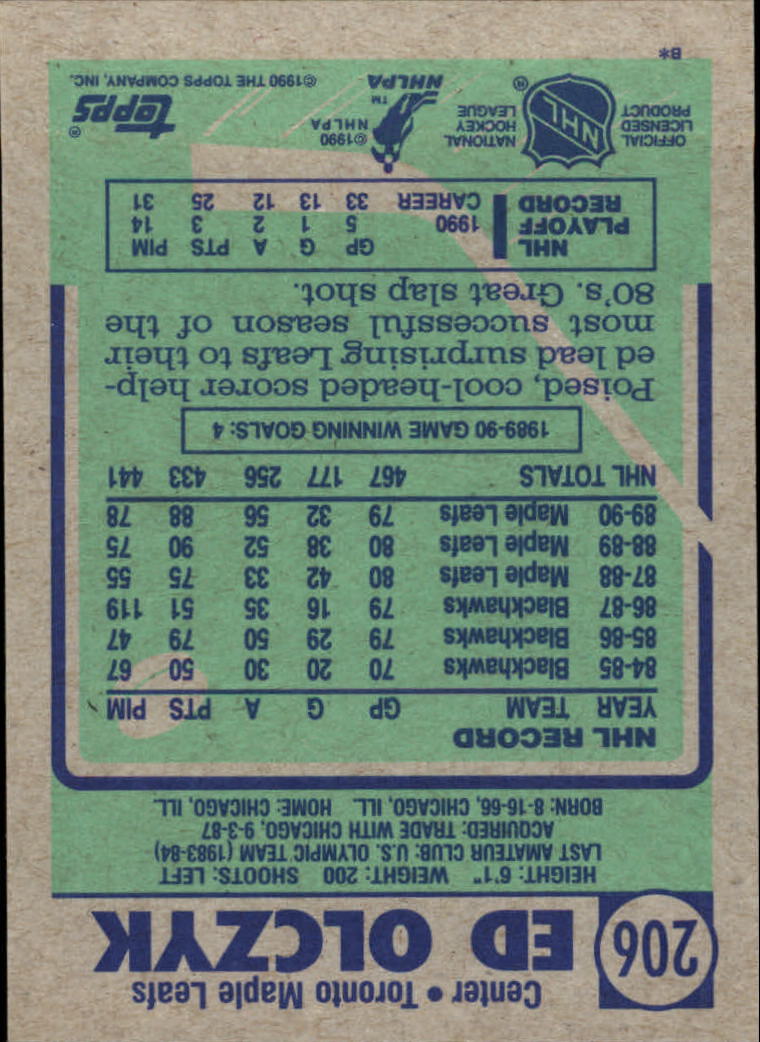 Center • Toronto Maple Leafs
206 ED OLCZYK
HEIGHT: 6'1". WEIGHT: 200 SHOOTS: LEFT
LAST AMATEUR CLUB: U.S. OLYMPIC TEAM (1983-84)
ACQUIRED: TRADE WITH CHICAGO, 9-3-87
BORN: 8-16-66, CHICAGO, ILL. HOME: CHICAGO, ILL
NHL RECORD
YEAR TEAM GP G A PTS PIM
84-85 Blackhawks 70 20 30 50 67
85-86 Blackhawks 79 29 50 79 47
86-87 Blackhawks 79 16 35 51 119
87-88 Maple Leafs 80 42 33 75 55
88-89 Maple Leafs 80 38 52 90 75
89-90 Maple Leafs 79 32 56 88 78
NHL TOTALS 467 177 256 433 441
1989-90 GAME WINNING GOALS: 4
Poised, cool-headed scorer help-
ed lead surprising Leafs to their
most successful season of the
80's. Great slap shot.
NHL PLAYOFF RECORD
GP G A PTS PIM
1990 5 1 2 3 14
CAREER 33 13 12 25 31
OFFICIAL LICENSED PRODUCT
NHL ®
NATIONAL HOCKEY LEAGUE
©1990 NHLPA
NHLPA ™
topps ®
©1990 THE TOPPS COMPANY, INC.
B*